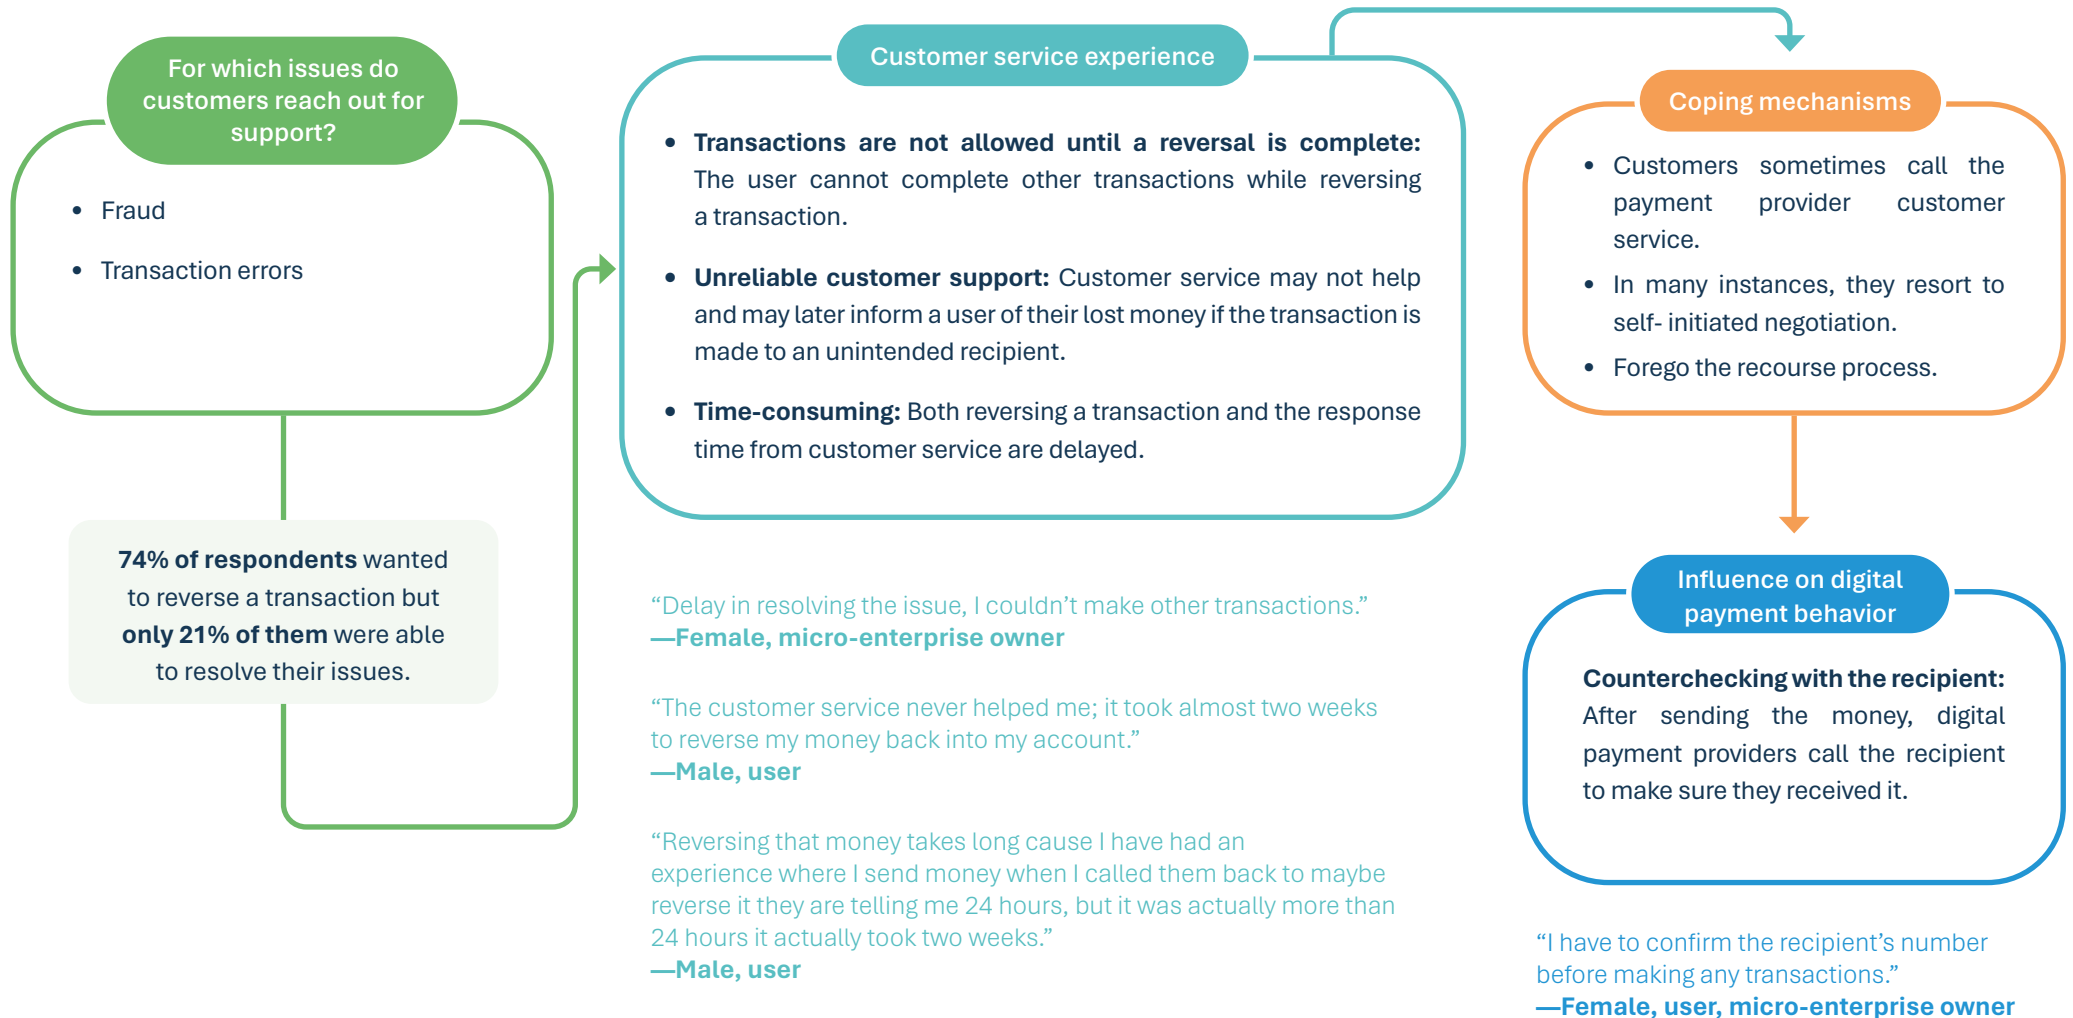 For which issues do
customers reach out for
support?
• Fraud
• Transaction errors
74% of respondents wanted
to reverse a transaction but
only 21% of them were able
to resolve their issues.
Customer service experience
• Transactions are not allowed until a reversal is complete:
The user cannot complete other transactions while reversing
a transaction.
• Unreliable customer support: Customer service may not help
and may later inform a user of their lost money if the transaction is
made to an unintended recipient.
• Time-consuming: Both reversing a transaction and the response
time from customer service are delayed.
“Delay in resolving the issue, I couldn’t make other transactions.”
—Female, micro-enterprise owner
“The customer service never helped me; it took almost two weeks
to reverse my money back into my account.”
—Male, user
“Reversing that money takes long cause I have had an
experience where I send money when I called them back to maybe
reverse it they are telling me 24 hours, but it was actually more than
24 hours it actually took two weeks.”
—Male, user
Coping mechanisms
• Customers sometimes call the
payment provider customer
service.
• In many instances, they resort to
self- initiated negotiation.
• Forego the recourse process.
Influence on digital
payment behavior
Counterchecking with the recipient:
After sending the money, digital
payment providers call the recipient
to make sure they received it.
“I have to confirm the recipient’s number
before making any transactions.”
—Female, user, micro-enterprise owner